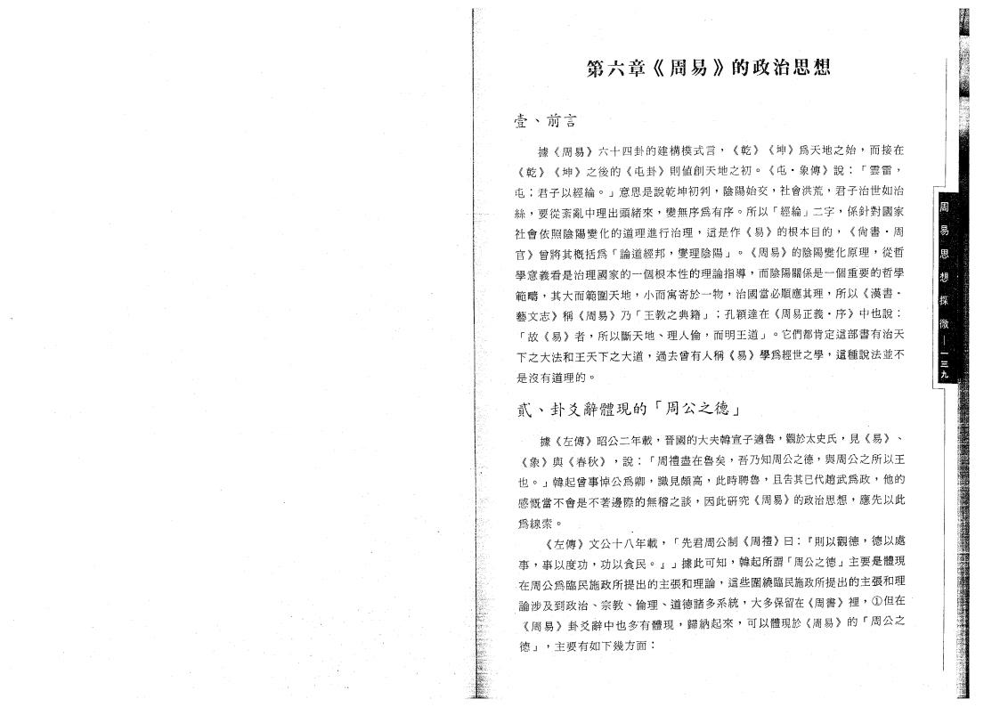 第六章《周易》的政治思想
壹、前言
據《周易》六十四卦的建構模式言，《乾》《坤》爲天地之始，而接在
《乾》《坤》之後的《屯卦》則值創天地之初。《屯・象傳》說：「雲雷，
屯；君子以經綸。」意思是說乾坤初判，陰陽始交，社會洪荒，君子治世如治
絲，要從紊亂中理出頭緒來，變無序爲有序。所以「經綸」二字，係針對國家
社會依照陰陽變化的道理進行治理，這是作《易》的根本目的，《尙書・周
官》曾將其概括爲「論道經邦，燮理陰陽」。《周易》的陰陽變化原理，從哲
學意義看是治理國家的一個根本性的理論指導，而陰陽關係是一個重要的哲學
範疇，其大而範圍天地，小而寓寄於一物，治國當必順應其理，所以《漢書・
藝文志》稱《周易》乃「王教之典籍」；孔穎達在《周易正義・序》中也說：
「故《易》者，所以斷天地、理人倫，而明王道」。它們都肯定這部書有治天
下之大法和王天下之大道，過去曾有人稱《易》學爲經世之學，這種說法並不
是沒有道理的。
貳、卦爻辭體現的「周公之德」
據《左傳》昭公二年載，晉國的大夫韓宣子適魯，觀於太史氏，見《易》、
《象》與《春秋》，說：「周禮盡在魯矣，吾乃知周公之德，與周公之所以王
也。」韓起曾事悼公爲卿，識見頗高，此時聘魯，且告其已代趙武爲政，他的
感慨當不會是不著邊際的無稽之談，因此研究《周易》的政治思想，應先以此
爲線索。
《左傳》文公十八年載，「先君周公制《周禮》曰：『則以觀德，德以處
事，事以度功，功以食民。』」據此可知，韓起所謂「周公之德」主要是體現
在周公爲臨民施政所提出的主張和理論，這些圍繞臨民施政所提出的主張和理
論涉及到政治、宗教、倫理、道德諸多系統，大多保留在《周書》裡，①但在
《周易》卦爻辭中也多有體現，歸納起來，可以體現於《周易》的「周公之
德」，主要有如下幾方面：
周易思想探微—一三九